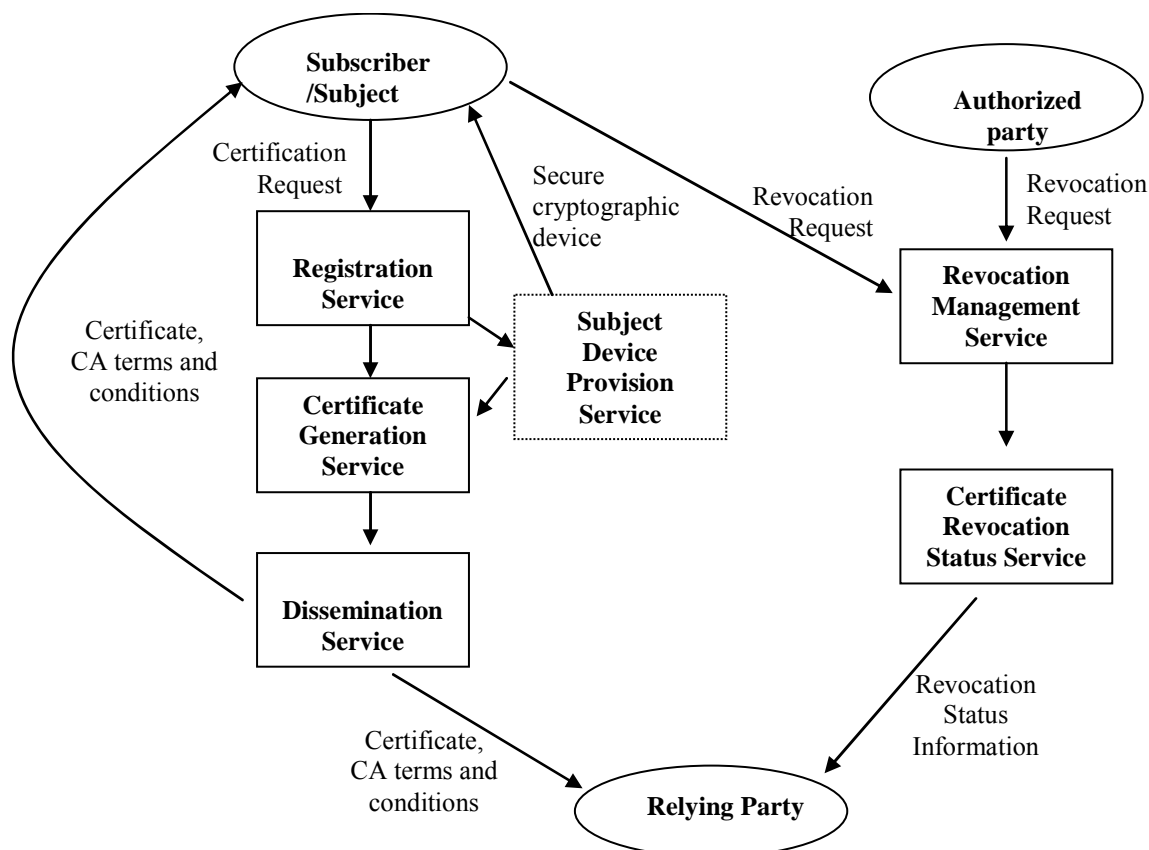 Subscriber
/Subject
Authorized
party
Certification
Request
Secure
cryptographic
device
Revocation
Request
Revocation
Request
Registration
Service
Revocation
Management
Service
Subject
Device
Provision
Service
Certificate,
CA terms and
conditions
Certificate
Generation
Service
Certificate
Revocation
Status Service
Dissemination
Service
Revocation
Status
Information
Certificate,
CA terms and
conditions
Relying Party